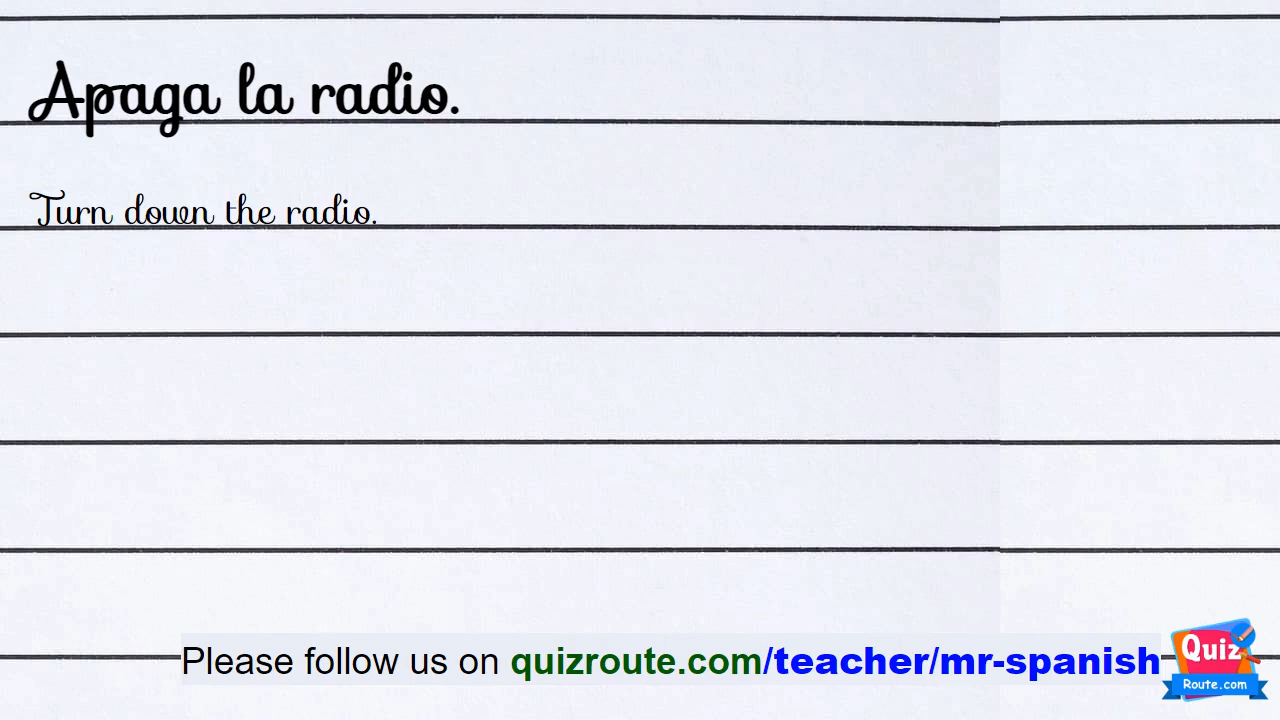 Apaga la radio.
Turn down the radio.
Please follow us on quizroute.com/teacher/mr-spanish
Quiz
Route.com